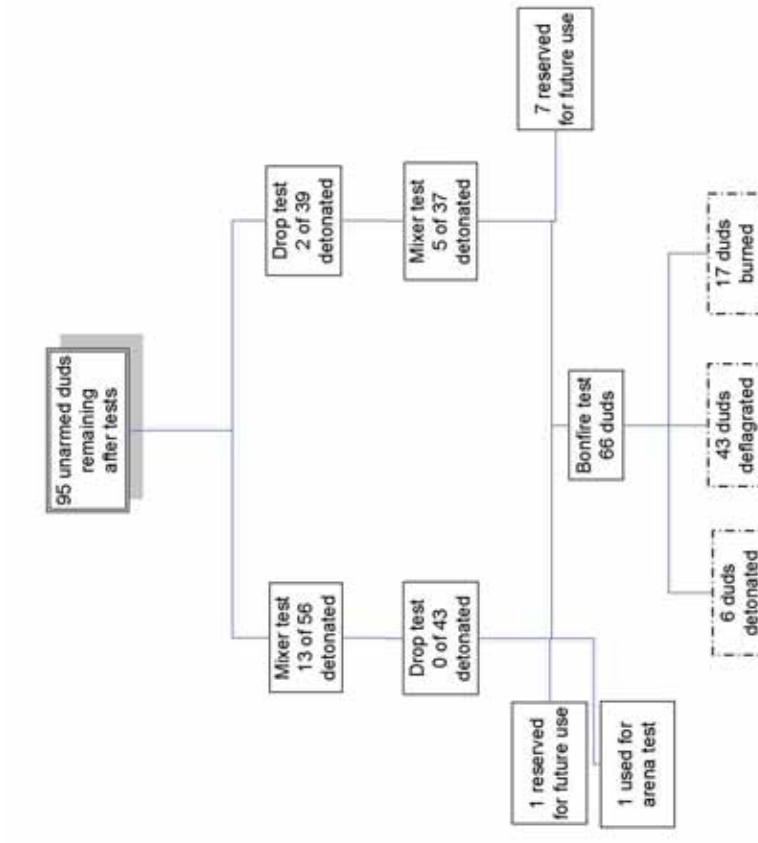 95 unarmed duds
remaining
after tests
Mixer test
13 of 56
detonated
Drop test
2 of 39
detonated
Drop test
0 of 43
detonated
Mixer test
5 of 37
detonated
1 reserved
for future use
1 used for
arena test
Bonfire test
66 duds
7 reserved
for future use
6 duds
detonated
43 duds
deflagrated
17 duds
burned